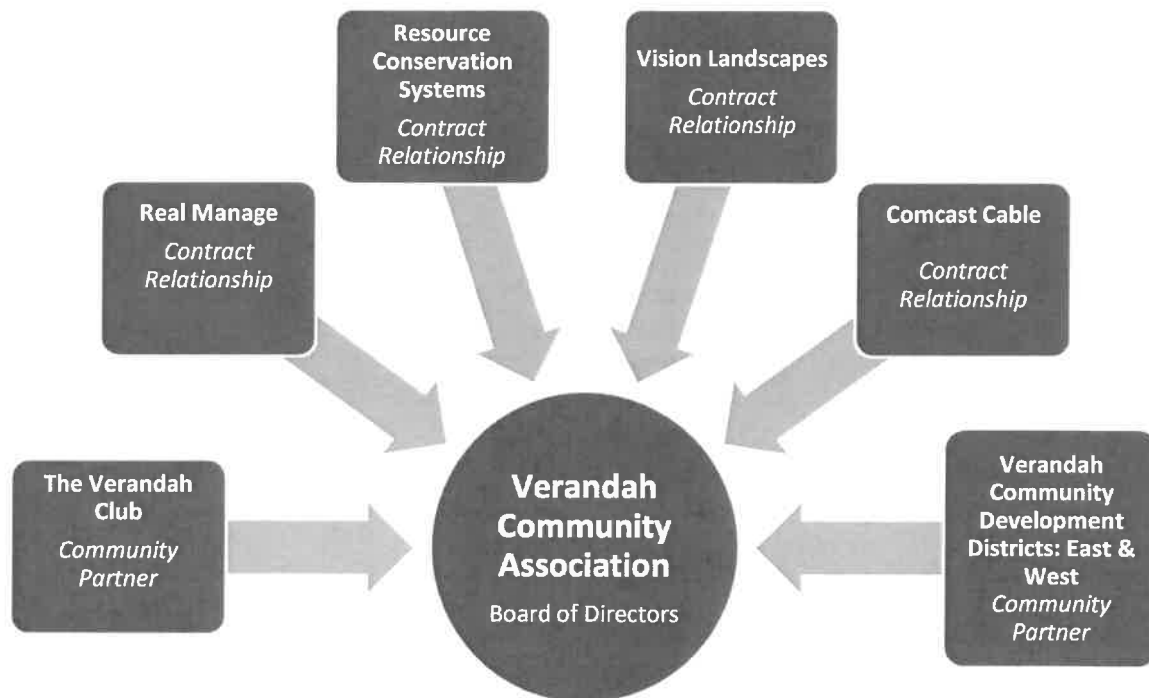 Resource
Conservation
Systems
Contract
Relationship
Vision Landscapes
Contract
Relationship
Real Manage
Contract
Relationship
Comcast Cable
Contract
Relationship
The Verandah
Club
Community
Partner
Verandah
Community
Association
Board of Directors
Verandah
Community
Development
Districts: East &
West
Community
Partner